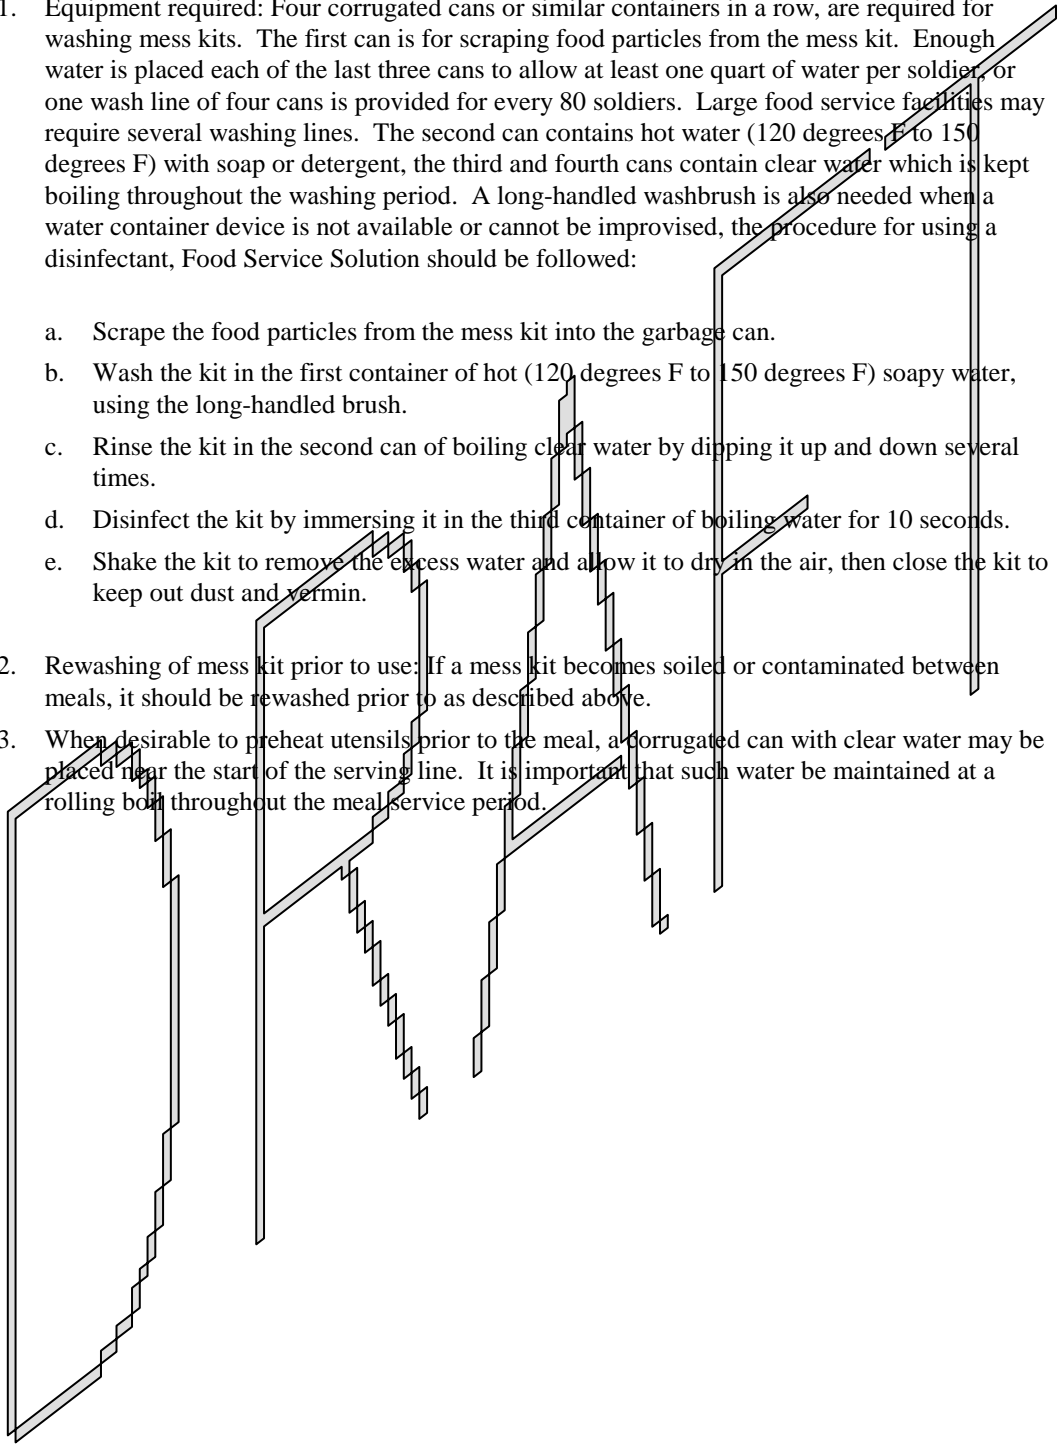 1. Equipment required: Four corrugated cans or similar containers in a row, are required for
washing mess kits. The first can is for scraping food particles from the mess kit. Enough
water is placed each of the last three cans to allow at least one quart of water per soldier, or
one wash line of four cans is provided for every 80 soldiers. Large food service facilities may
require several washing lines. The second can contains hot water (120 degrees F to 150
degrees F) with soap or detergent, the third and fourth cans contain clear water which is kept
boiling throughout the washing period. A long-handled washbrush is also needed when a
water container device is not available or cannot be improvised, the procedure for using a
disinfectant, Food Service Solution should be followed:
a. Scrape the food particles from the mess kit into the garbage can.
b. Wash the kit in the first container of hot (120 degrees F to 150 degrees F) soapy water,
using the long-handled brush.
c. Rinse the kit in the second can of boiling clear water by dipping it up and down several
times.
d. Disinfect the kit by immersing it in the third container of boiling water for 10 seconds.
e. Shake the kit to remove the excess water and allow it to dry in the air, then close the kit to
keep out dust and vermin.
2. Rewashing of mess kit prior to use: If a mess kit becomes soiled or contaminated between
meals, it should be rewashed prior to as described above.
3. When desirable to preheat utensils prior to the meal, a corrugated can with clear water may be
placed near the start of the serving line. It is important that such water be maintained at a
rolling boil throughout the meal service period.
DRAFT